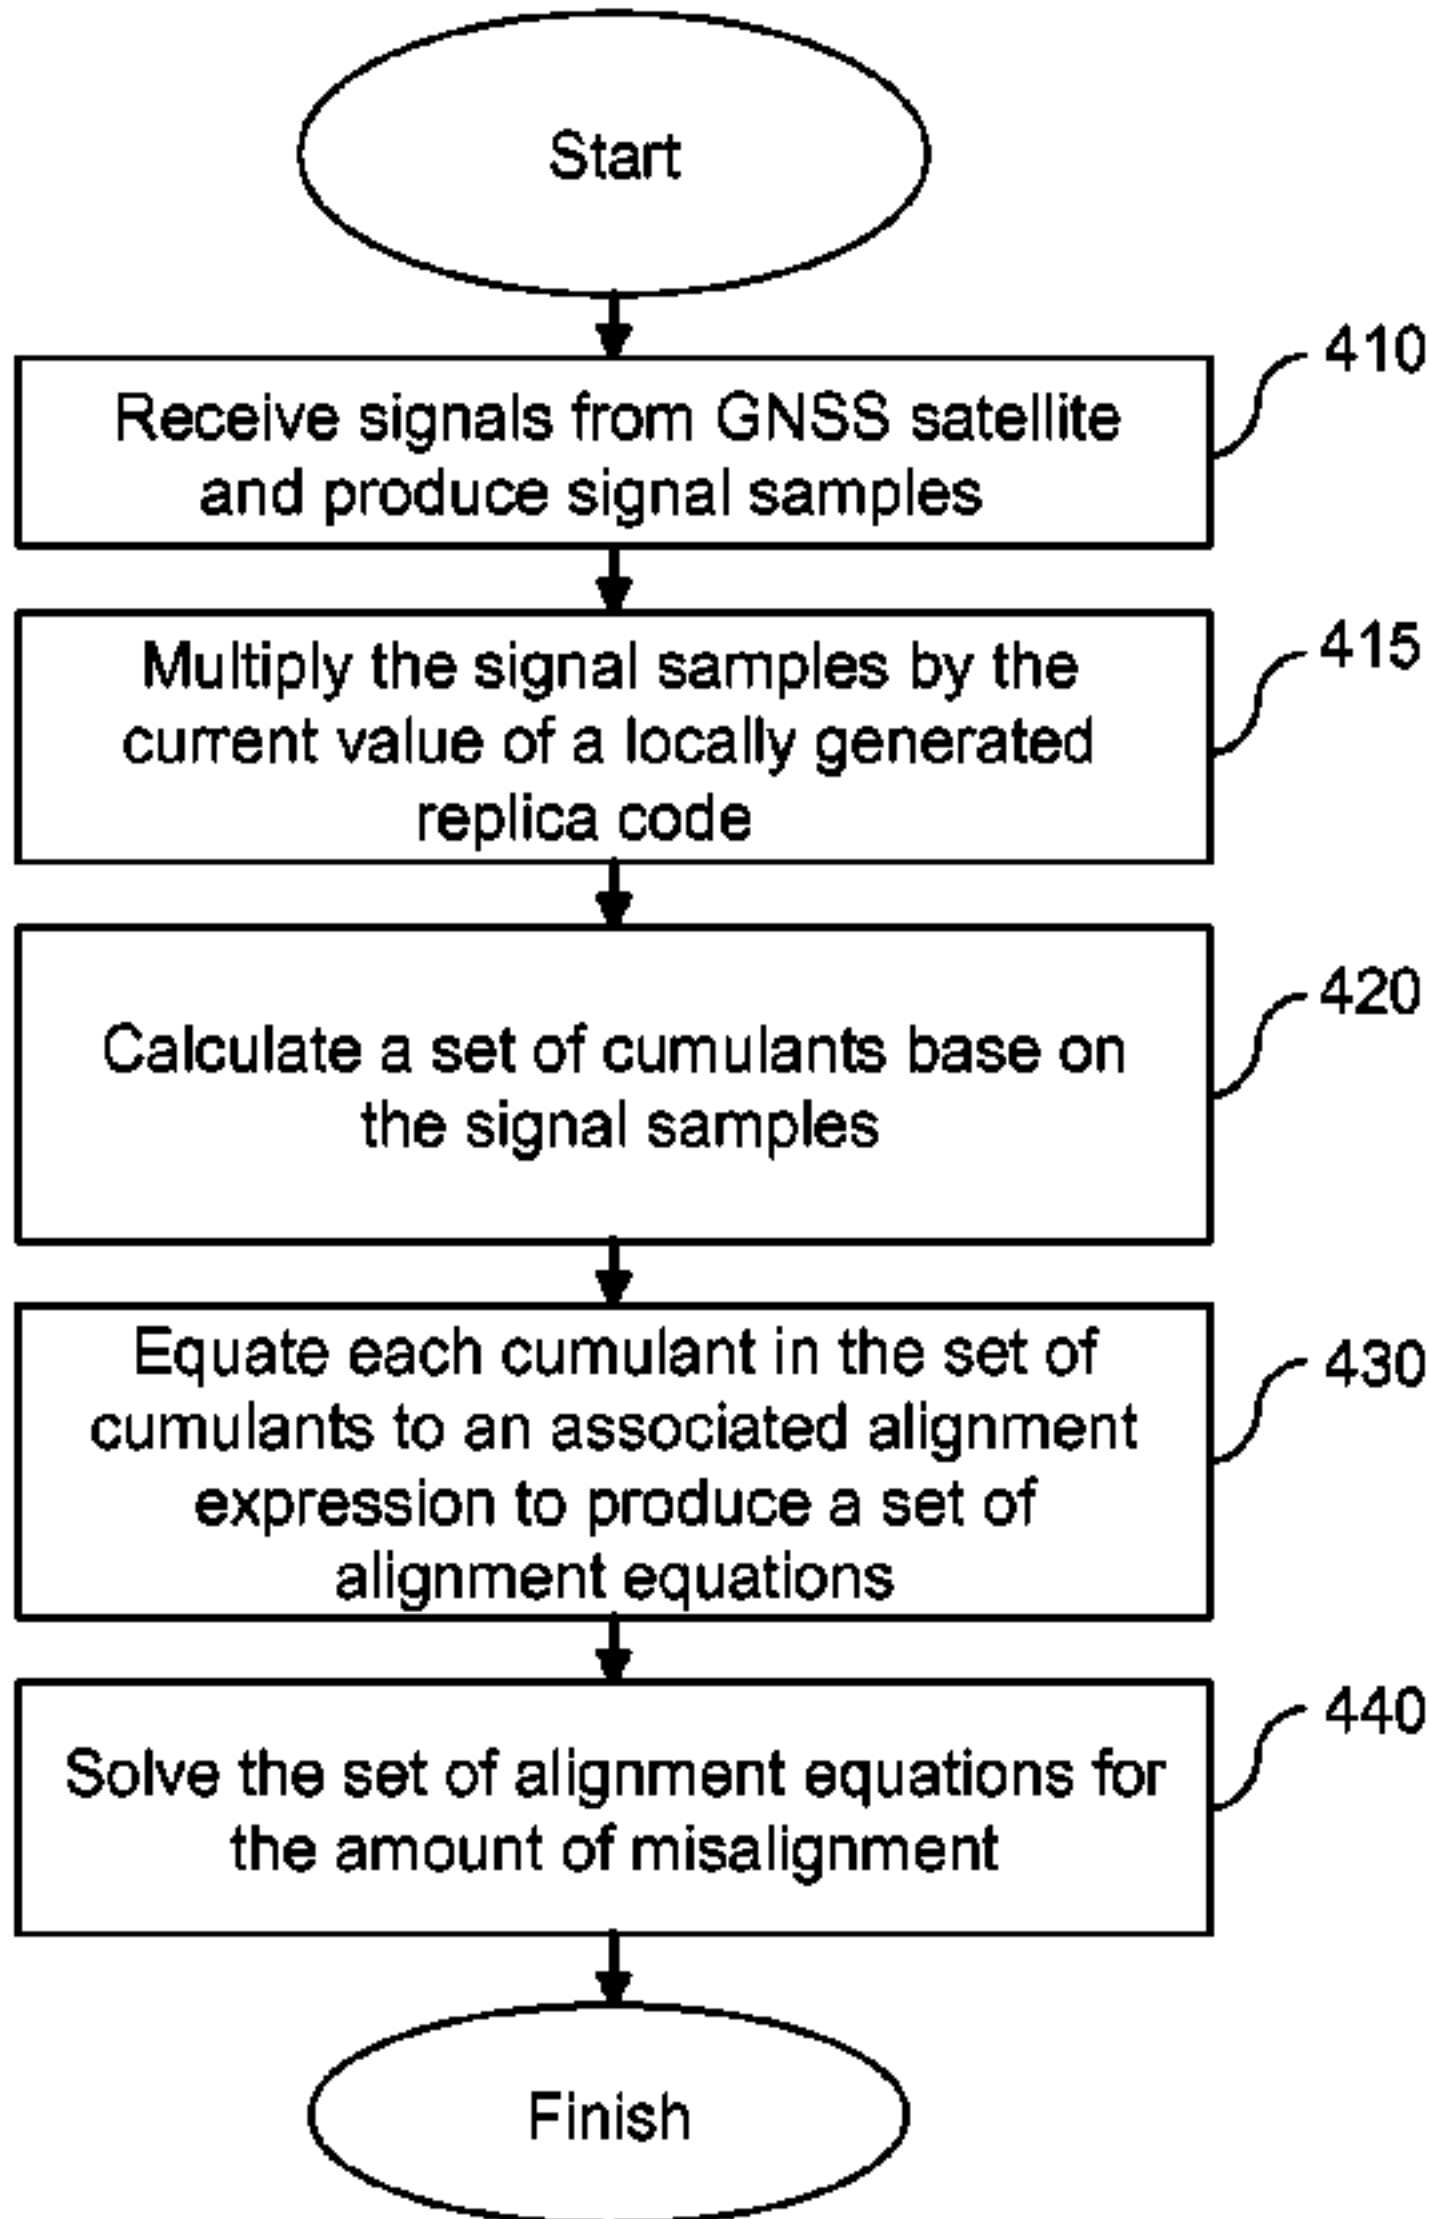 Start
410
Receive signals from GNSS satellite
and produce signal samples
415
Multiply the signal samples by the
current value of a locally generated
replica code
420
Calculate a set of cumulants base on
the signal samples
430
Equate each cumulant in the set of
cumulants to an associated alignment
expression to produce a set of
alignment equations
440
Solve the set of alignment equations for
the amount of misalignment
Finish